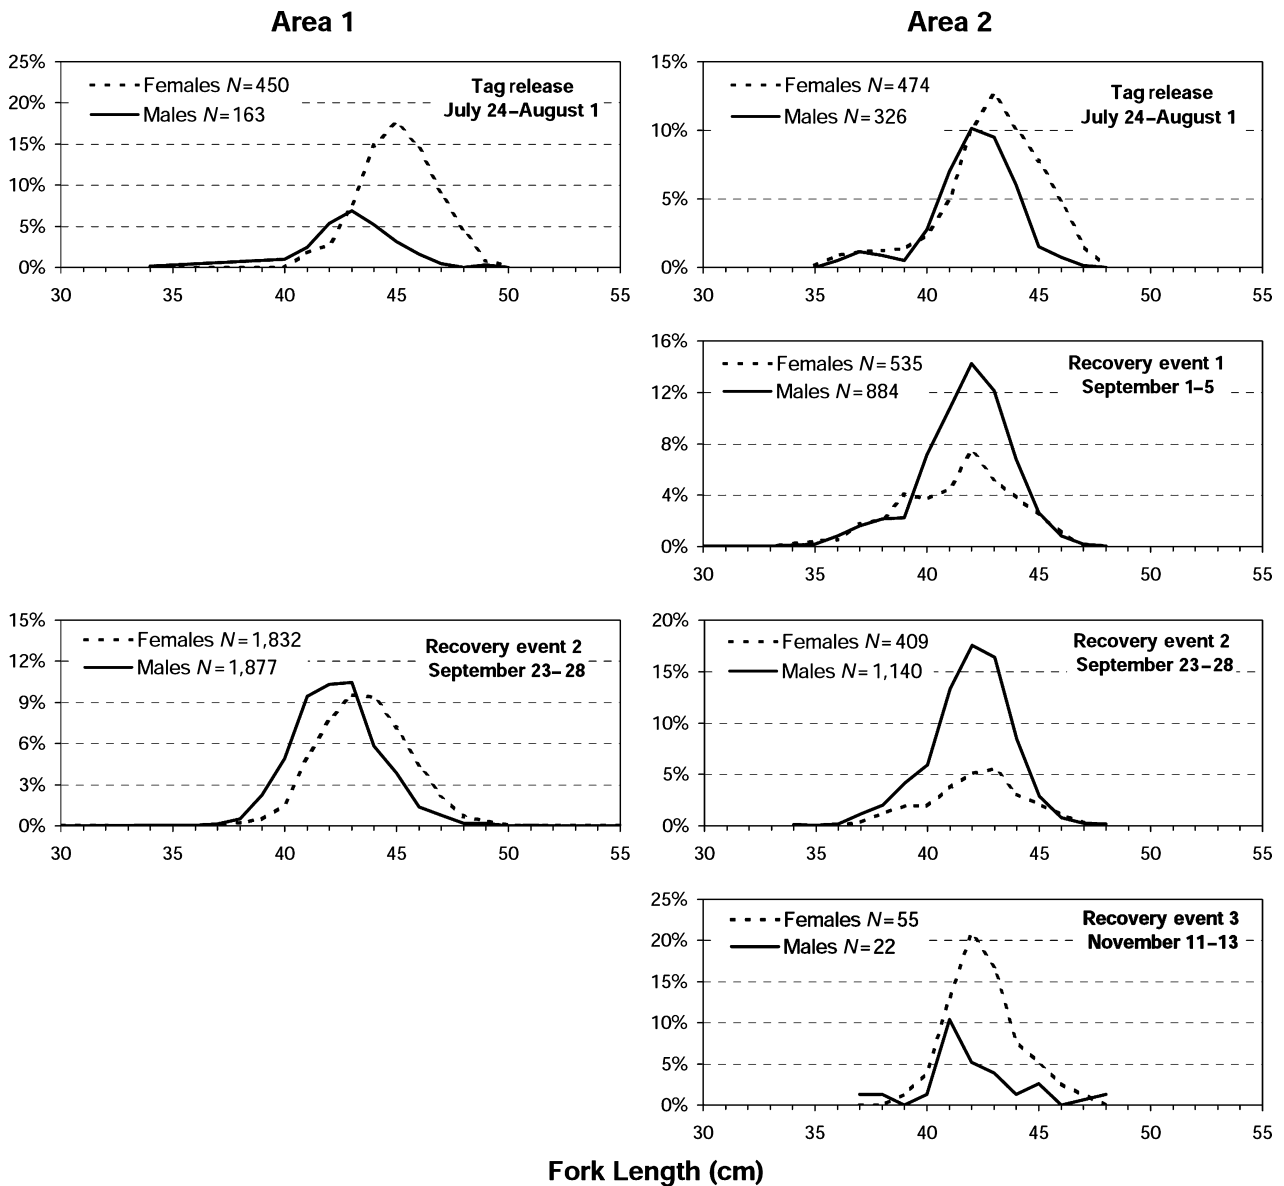 Area 1
Area 2
25%
20%
15%
10%
5%
0%
Females N=450
Males N=163
Tag release
July 24–August 1
30 35 40 45 50 55
15%
10%
5%
0%
Females N=474
Males N=326
Tag release
July 24–August 1
30 35 40 45 50 55
16%
12%
8%
4%
0%
Females N=535
Males N=884
Recovery event 1
September 1–5
30 35 40 45 50 55
15%
12%
9%
6%
3%
0%
Females N=1,832
Males N=1,877
Recovery event 2
September 23–28
30 35 40 45 50 55
20%
15%
10%
5%
0%
Females N=409
Males N=1,140
Recovery event 2
September 23–28
30 35 40 45 50 55
25%
20%
15%
10%
5%
0%
Females N=55
Males N=22
Recovery event 3
November 11–13
30 35 40 45 50 55
Fork Length (cm)